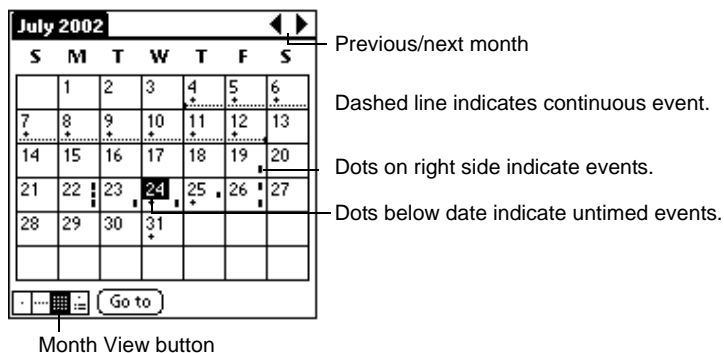 July 2002
Previous/next month
S M T W T F S
1 2 3 4 5 6
Dashed line indicates continuous event.
7 8 9 10 11 12 13
14 15 16 17 18 19 20
Dots on right side indicate events.
21 22 23 24 25 26 27
Dots below date indicate untimed events.
28 29 30 31
Go to
Month View button